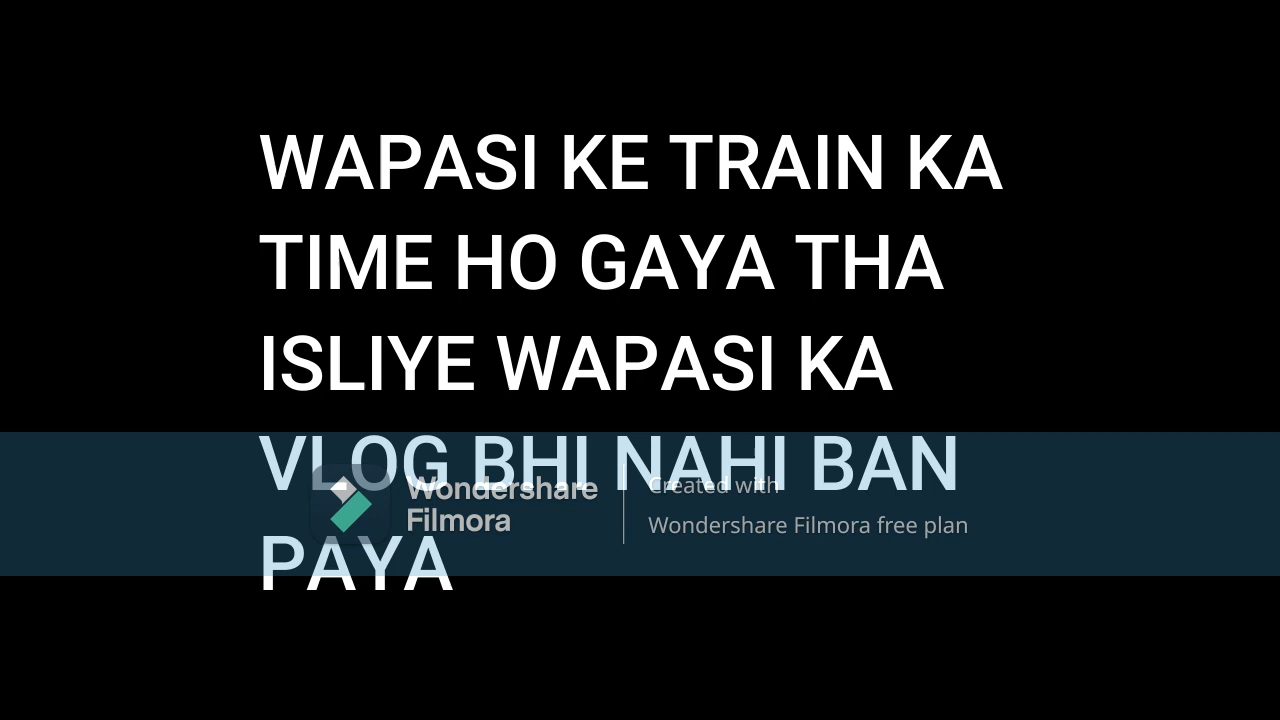 WAPASI KE TRAIN KA
TIME HO GAYA THA
ISLIYE WAPASI KA
VLOG BHI NAHI BAN
PAYA
Wondershare
Filmora
Created with
Wondershare Filmora free plan